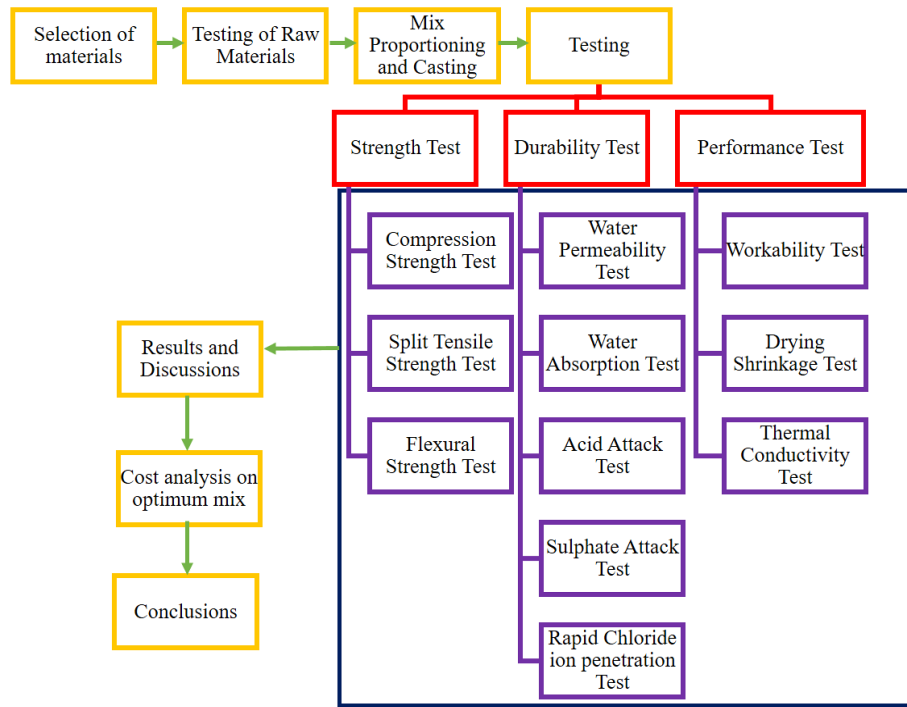 Selection of
materials
Testing of Raw
Materials
Mix
Proportioning
and Casting
Testing
Strength Test
Durability Test
Performance Test
Compression
Strength Test
Split Tensile
Strength Test
Flexural
Strength Test
Water
Permeability
Test
Water
Absorption Test
Acid Attack
Test
Sulphate Attack
Test
Rapid Chloride
ion penetration
Test
Workability Test
Drying
Shrinkage Test
Thermal
Conductivity
Test
Results and
Discussions
Cost analysis on
optimum mix
Conclusions